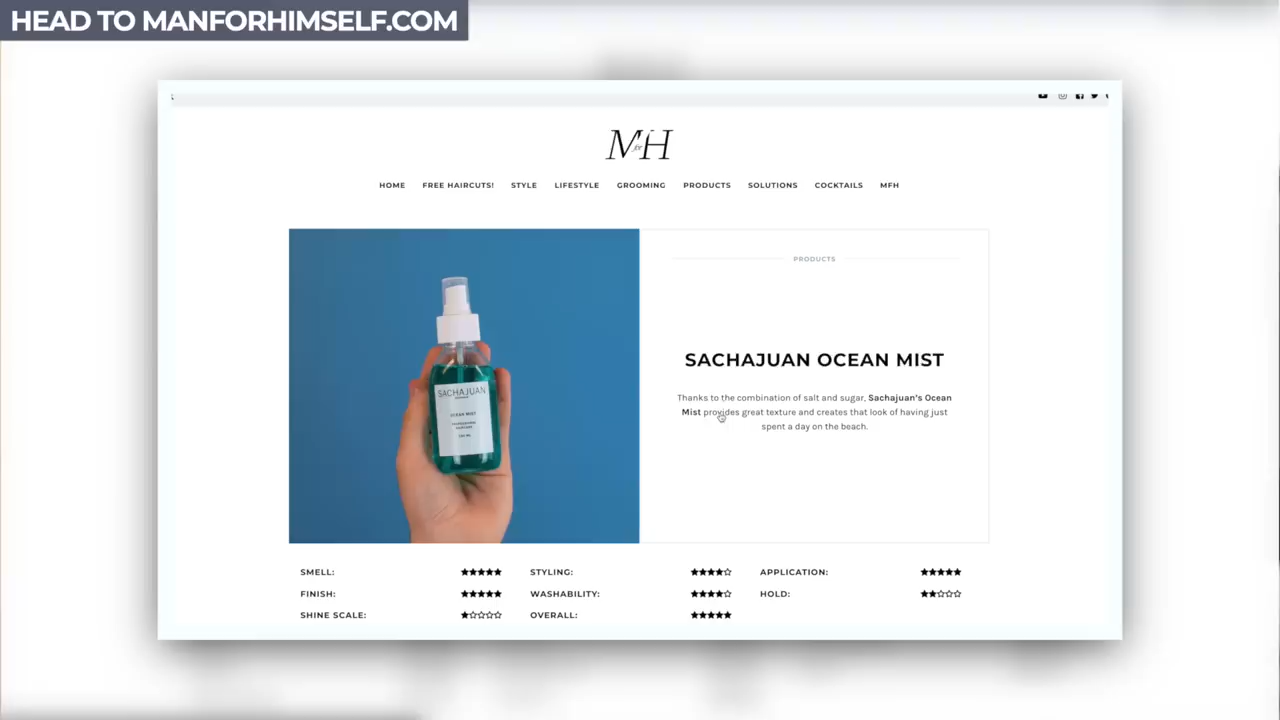 HEAD TO MANFORHIMSELF.COM
M for H
HOME FREE HAIRCUTS! STYLE LIFESTYLE GROOMING PRODUCTS SOLUTIONS COCKTAILS MFH
PRODUCTS
SACHAJUAN OCEAN MIST
Thanks to the combination of salt and sugar, Sachajuan's Ocean
Mist provides great texture and creates that look of having just
spent a day on the beach.
SACHAJUAN
OCEAN MIST
SMELL: STYLING: APPLICATION:
FINISH: WASHABILITY: HOLD:
SHINE SCALE: OVERALL: